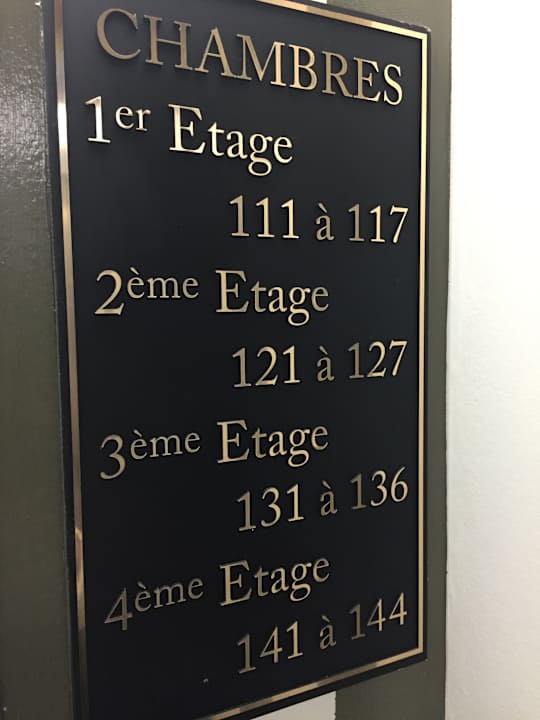 CHAMBRES
1er Etage
111 à 117
2ème Etage
121 à 127
3ème Etage
131 à 136
4ème Etage
141 à 144